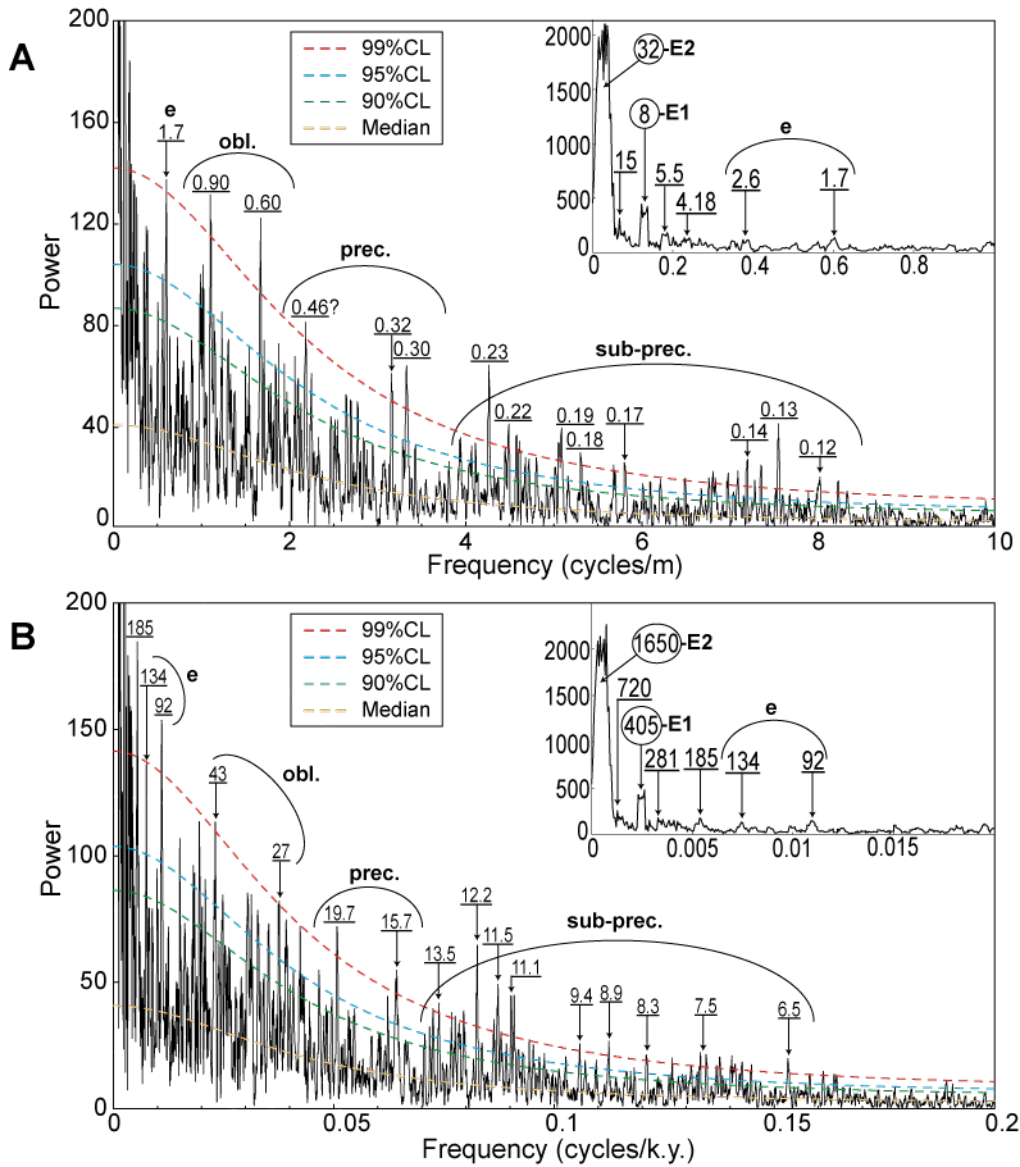 A
200
160
120
80
40
0
Power
99%CL
95%CL
90%CL
Median
e
1.7
obl.
0.90
0.60
prec.
0.46?
0.32
0.30
sub-prec.
0.23
0.22
0.19
0.18
0.17
0.14
0.13
0.12
0 2 4 6 8 10
Frequency (cycles/m)
2000
1500
1000
500
0
32-E2
8-E1
15
5.5
4.18
e
2.6
1.7
0 0.2 0.4 0.6 0.8
B
200
150
100
50
0
Power
99%CL
95%CL
90%CL
Median
185
134
92
e
43
obl.
27
prec.
19.7
15.7
sub-prec.
13.5
12.2
11.5
11.1
9.4
8.9
8.3
7.5
6.5
0 0.05 0.1 0.15 0.2
Frequency (cycles/k.y.)
2000
1500
1000
500
0
1650-E2
720
405-E1
281
185
e
134
92
0 0.005 0.01 0.015